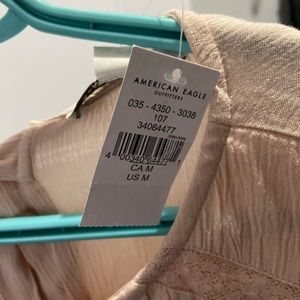 AMERICAN EAGLE
OUTFITTERS
035 - 4350 - 3038
107
34064477
CA M
US M